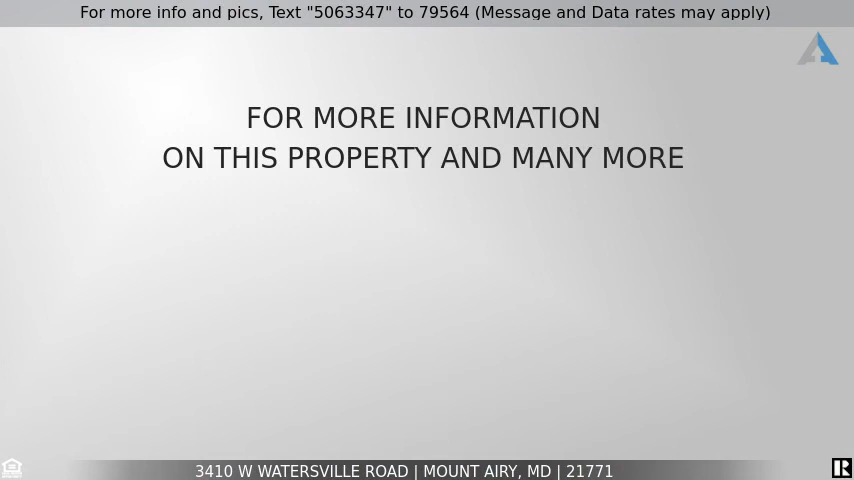 For more info and pics, Text "5063347" to 79564 (Message and Data rates may apply)
FOR MORE INFORMATION
ON THIS PROPERTY AND MANY MORE
3410 W WATERSVILLE ROAD | MOUNT AIRY, MD | 21771